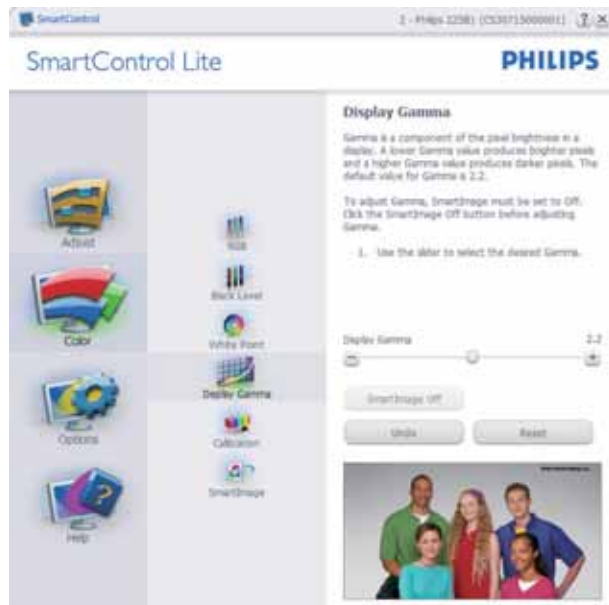 SmartControl
2 - Philips 225B1
SmartControl Lite
PHILIPS
Adjust
Color
Options
Help
RGB
Black Level
White Point
Display Gamma
Calibration
SmartImage
Display Gamma
Gamma is a component of the pixel brightness in a
display. A lower Gamma value produces brighter pixels
and a higher Gamma value produces darker pixels. The
default value for Gamma is 2.2.
To adjust Gamma, SmartImage must be set to Off.
Click the SmartImage Off button before adjusting
Gamma.
1. Use the slider to select the desired Gamma.
Display Gamma 2.2
SmartImage Off
Undo Reset